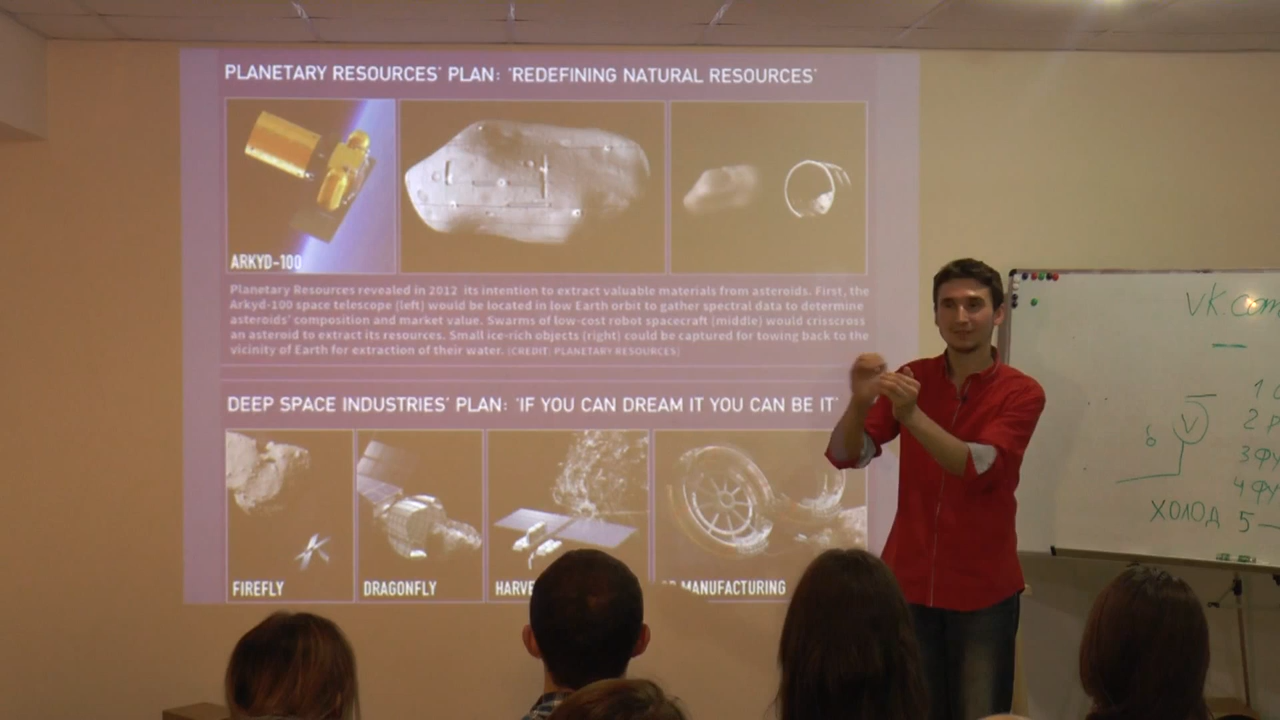 PLANETARY RESOURCES' PLAN: 'REDEFINING NATURAL RESOURCES'
ARKYD-100
Planetary Resources revealed in 2012 its intention to extract valuable materials from asteroids. First, the
Arkyd-100 space telescope (left) would be located in low Earth orbit to gather spectral data to determine
asteroids' composition and market value. Swarms of low-cost robot spacecraft (middle) would crisscross
an asteroid to extract its resources. Small ice-rich objects (right) could be captured for towing back to the
vicinity of Earth for extraction of their water. (CREDIT: PLANETARY RESOURCES)
DEEP SPACE INDUSTRIES' PLAN: 'IF YOU CAN DREAM IT YOU CAN BE IT'
FIREFLY
DRAGONFLY
HARVE
MANUFACTURING
vk.com
1
2 р
3 фу
4 фу
V
ХОЛОД 5 —